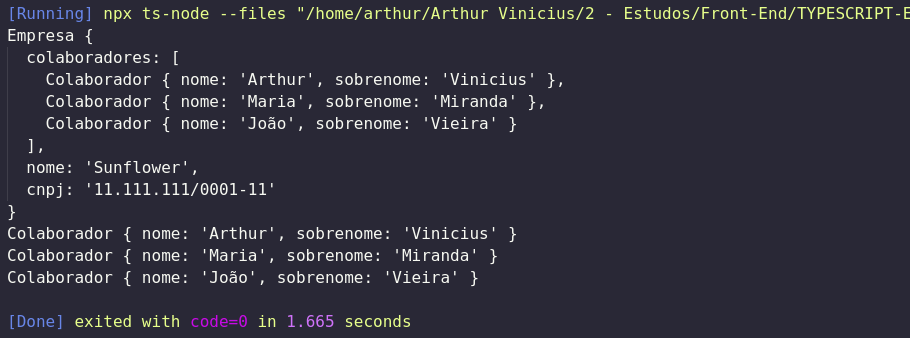 [Running] npx ts-node --files "/home/arthur/Arthur Vinicius/2 - Estudos/Front-End/TYPESCRIPT-E
Empresa {
  colaboradores: [
    Colaborador { nome: 'Arthur', sobrenome: 'Vinicius' },
    Colaborador { nome: 'Maria', sobrenome: 'Miranda' },
    Colaborador { nome: 'João', sobrenome: 'Vieira' }
  ],
  nome: 'Sunflower',
  cnpj: '11.111.111/0001-11'
}
Colaborador { nome: 'Arthur', sobrenome: 'Vinicius' }
Colaborador { nome: 'Maria', sobrenome: 'Miranda' }
Colaborador { nome: 'João', sobrenome: 'Vieira' }
[Done] exited with code=0 in 1.665 seconds